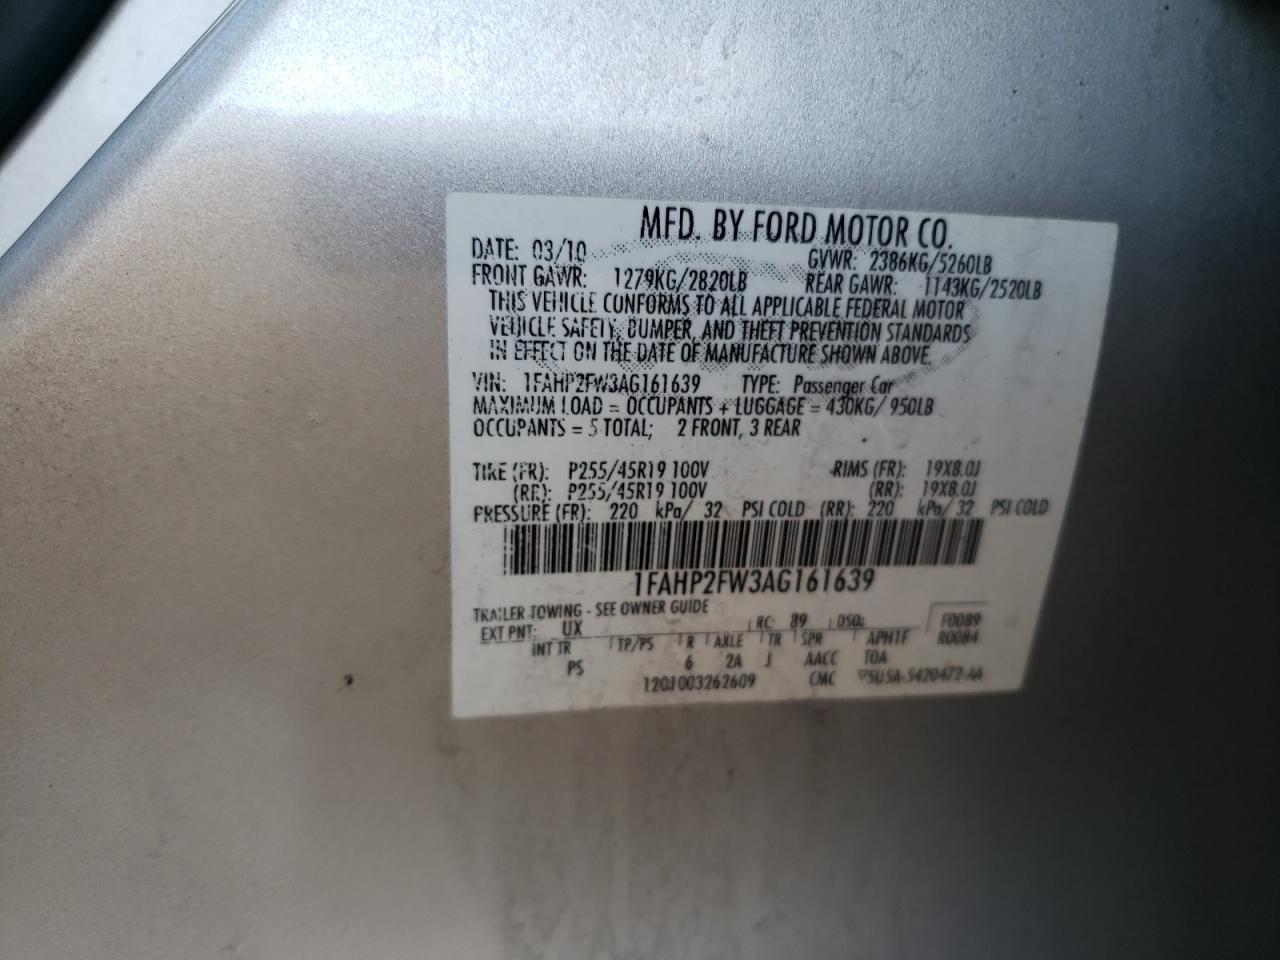 MFD. BY FORD MOTOR CO.
DATE: 03/10 GVWR: 2386KG/5260LB
FRONT GAWR: 1279KG/2820LB REAR GAWR: 1143KG/2520LB
THIS VEHICLE CONFORMS TO ALL APPLICABLE FEDERAL MOTOR
VEHICLE SAFETY, BUMPER, AND THEFT PREVENTION STANDARDS
IN EFFECT ON THE DATE OF MANUFACTURE SHOWN ABOVE.
VIN: 1FAHP2FW3AG161639 TYPE: Passenger Car
MAXIMUM LOAD = OCCUPANTS + LUGGAGE = 430KG/ 950LB
OCCUPANTS = 5 TOTAL; 2 FRONT, 3 REAR
TIRE (FR): P255/45R19 100V RIMS (FR): 19X8.0J
(RR): P255/45R19 100V (RR): 19X8.0J
PRESSURE (FR): 220 kPa/ 32 PSI COLD (RR): 220 kPa/ 32 PSI COLD
1FAHP2FW3AG161639
TRAILER TOWING - SEE OWNER GUIDE
EXT PNT: UX RC: 89 DSO: F0089
INT TR TP/PS R AXLE TR SPR APHTF R0084
PS 6 2A J AACC TOA
120J003262609 CMC 5U5A-5420472-AA